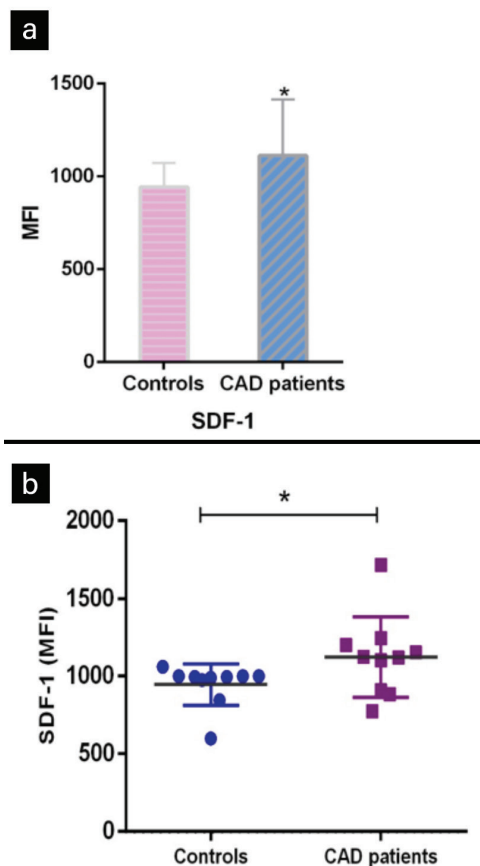 a
1500
1000
500
0
MFI
*
Controls CAD patients
SDF-1
b
2000
1500
1000
500
0
SDF-1 (MFI)
*
Controls CAD patients